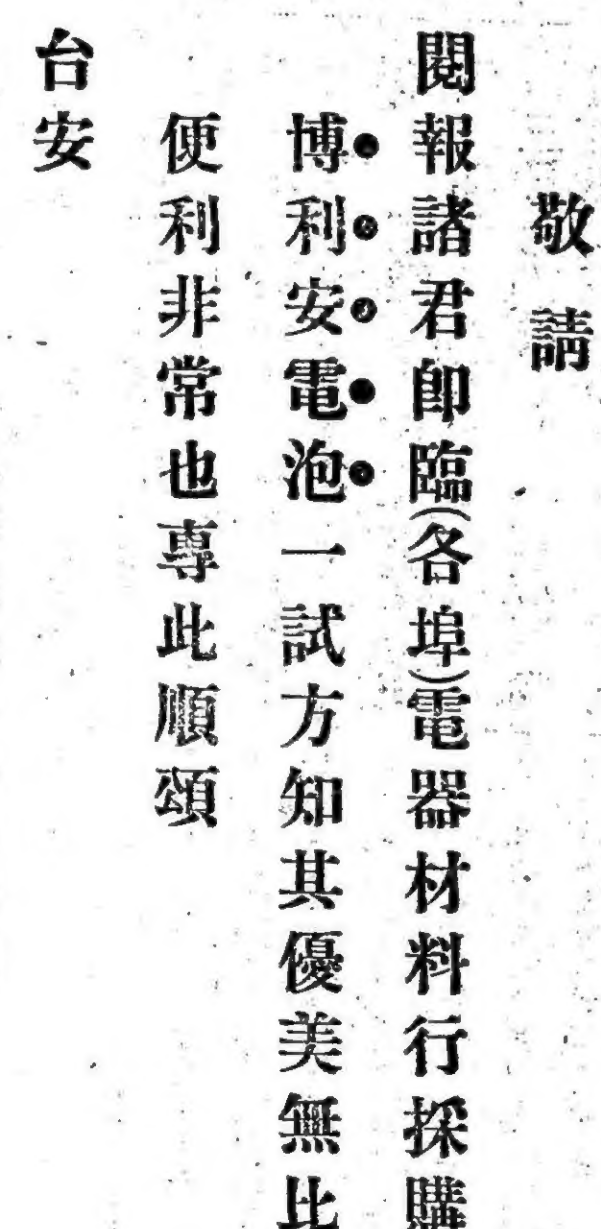 敬請
閱報諸君卽臨(各埠)電器材料行採購
博利安電泡一試方知其優美無比
便利非常也專此順頌
台安